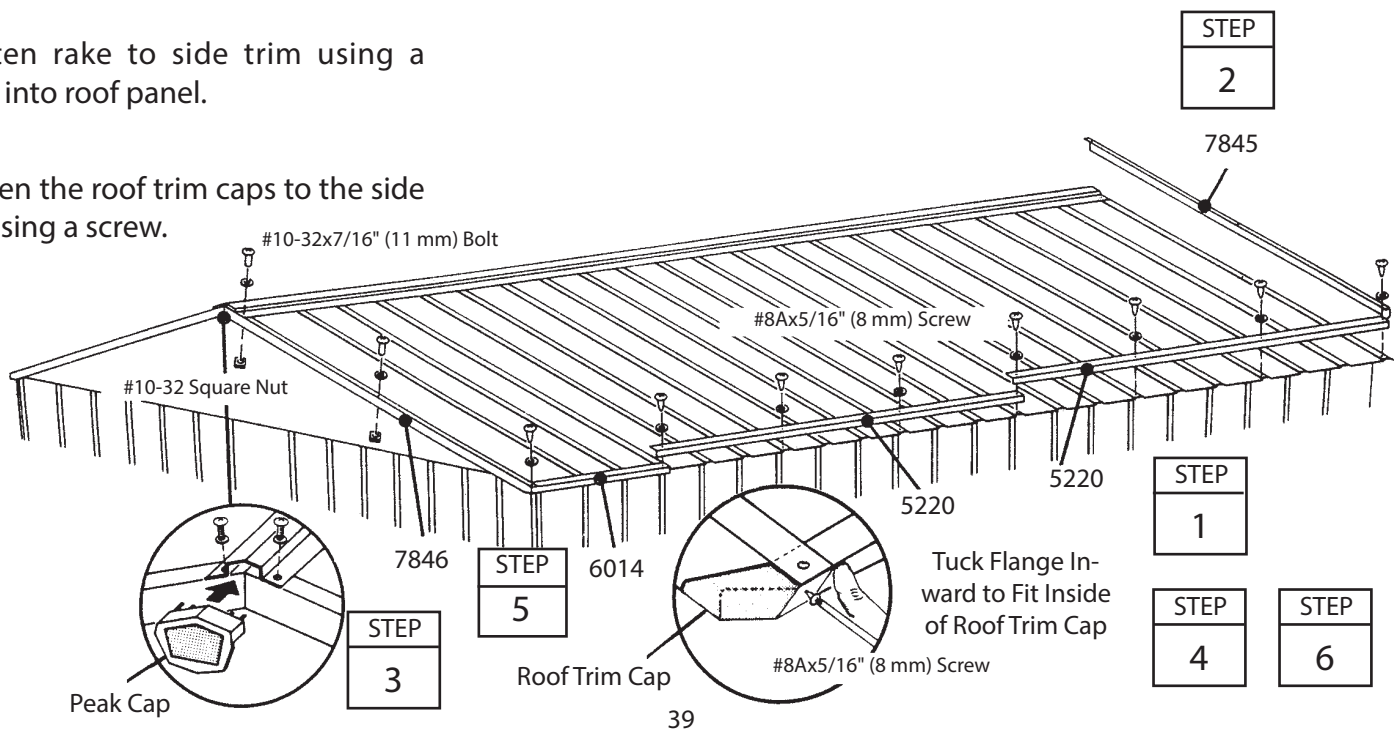 ten rake to side trim using a
into roof panel.
en the roof trim caps to the side
sing a screw.
STEP
2
7845
#10-32x7/16" (11 mm) Bolt
#8Ax5/16" (8 mm) Screw
#10-32 Square Nut
5220
5220
STEP
1
7846
STEP
5
6014
Tuck Flange In-
ward to Fit Inside
of Roof Trim Cap
STEP
3
STEP
4
STEP
6
Roof Trim Cap
#8Ax5/16" (8 mm) Screw
Peak Cap
39